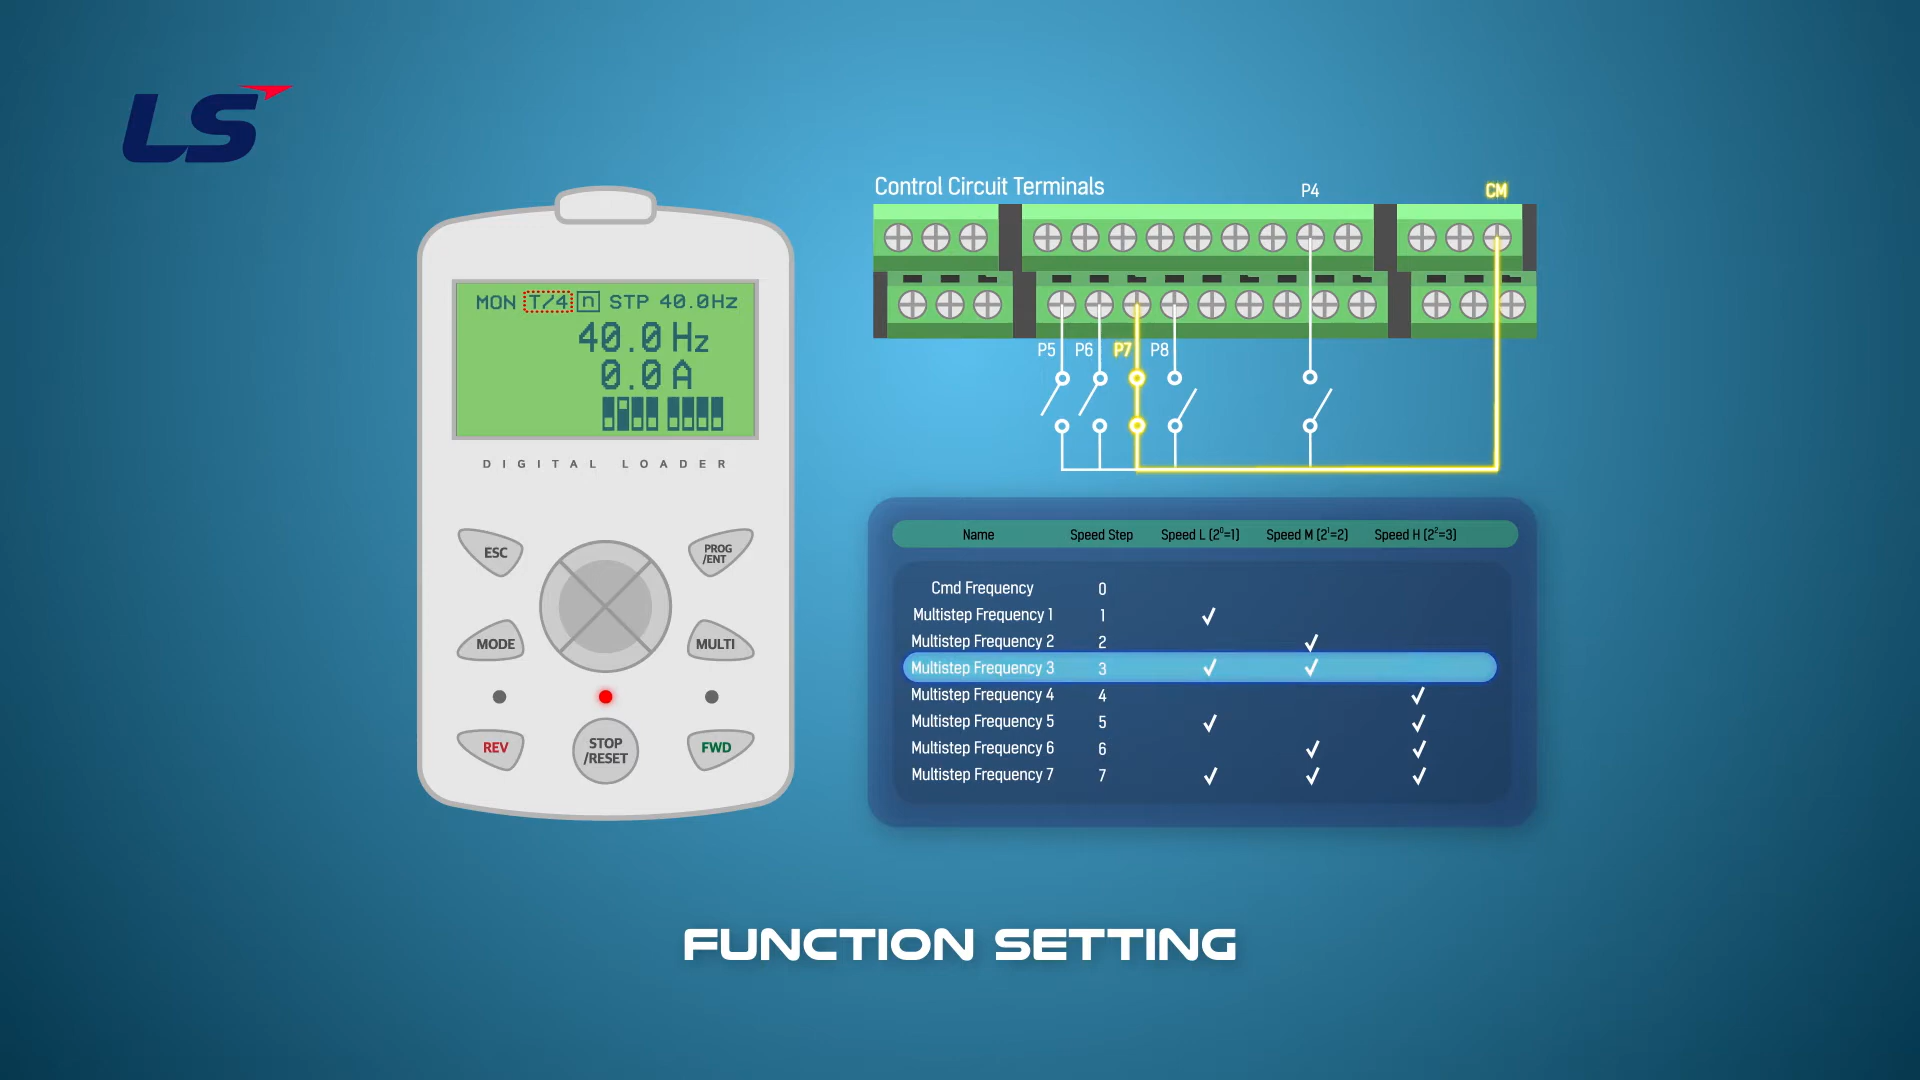 LS
Control Circuit Terminals
P4
CM
P5
P6
P7
P8
MON T/4 n STP 40.0Hz
40.0 Hz
0.0 A
DIGITAL LOADER
ESC
PROG
/ENT
MODE
MULTI
REV
STOP
/RESET
FWD
Name Speed Step Speed L (2⁰=1) Speed M (2¹=2) Speed H (2²=3)
Cmd Frequency 0
Multistep Frequency 1 1 ✓
Multistep Frequency 2 2 ✓
Multistep Frequency 3 3 ✓ ✓
Multistep Frequency 4 4 ✓
Multistep Frequency 5 5 ✓ ✓
Multistep Frequency 6 6 ✓ ✓
Multistep Frequency 7 7 ✓ ✓ ✓
FUNCTION SETTING